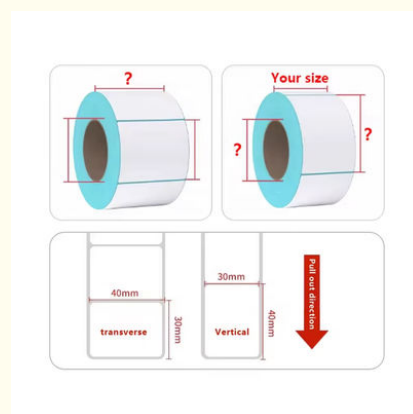 ?
Your size
?
?
40mm
30mm
transverse
30mm
40mm
Vertical
Pull out direction